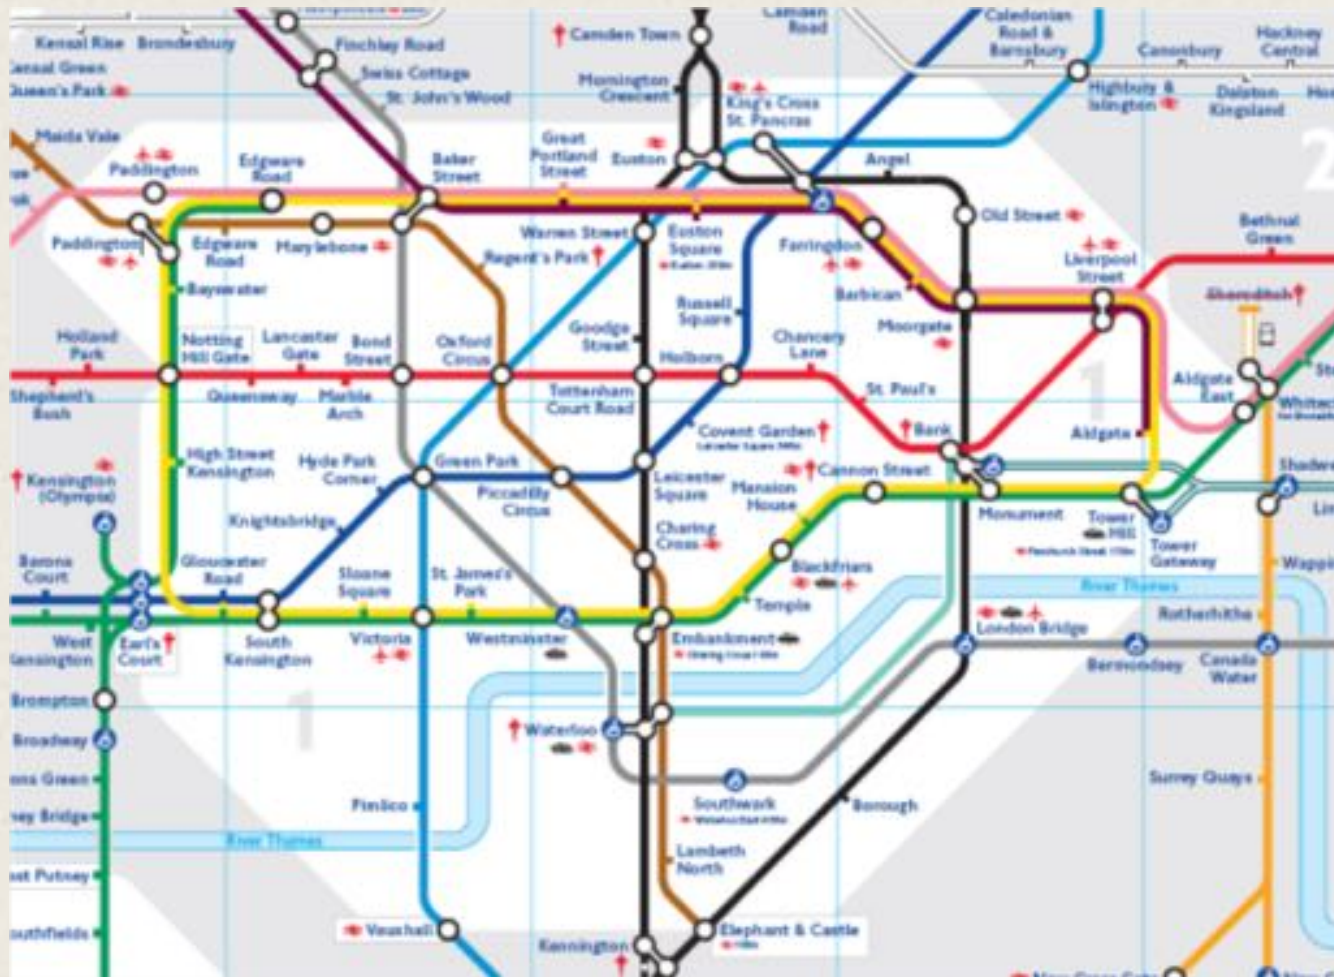 Kensal Rise
Brondesbury
Finchley Road
Swiss Cottage
St. John's Wood
Camden Town
Camden
Road
Caledonian
Road &
Barnsbury
Canonbury
Hackney
Central
Highbury &
Islington
Dalston
Kingsland
Kensal Green
Queen's Park
Mornington
Crescent
King's Cross
St. Pancras
2
Maida Vale
Paddington
Edgware
Road
Baker
Street
Great
Portland
Street
Euston
Angel
Old Street
Bethnal
Green
Paddington
Edgware
Road
Marylebone
Regent's Park
Warren Street
Euston
Square
Farringdon
Liverpool
Street
Shoreditch
Bayswater
Russell
Square
Barbican
Moorgate
Holland
Park
Notting
Hill Gate
Lancaster
Gate
Bond
Street
Oxford
Circus
Goodge
Street
Holborn
Chancery
Lane
Shepherd's
Bush
Queensway
Marble
Arch
Tottenham
Court Road
St. Paul's
1
Aldgate
East
Covent Garden
Bank
Aldgate
Kensington
(Olympia)
High Street
Kensington
Hyde Park
Corner
Green Park
Piccadilly
Circus
Leicester
Square
Mansion
House
Cannon Street
Knightsbridge
Charing
Cross
Monument
Tower
Hill
Tower
Gateway
Barons
Court
Gloucester
Road
Sloane
Square
St. James's
Park
Blackfriars
Temple
River Thames
Rotherhithe
West
Kensington
Earl's
Court
South
Kensington
Victoria
Westminster
Embankment
London Bridge
Bermondsey
Canada
Water
Brompton
Broadway
1
Waterloo
Southwark
Surrey Quays
Pimlico
Borough
River Thames
Lambeth
North
Vauxhall
Kennington
Elephant & Castle